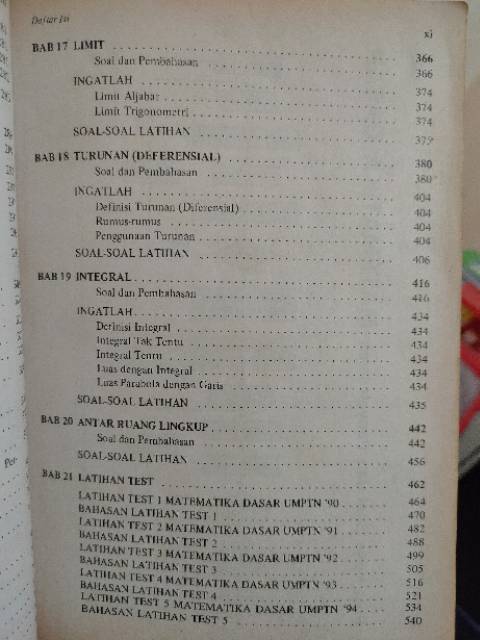 Daftar Isi
xi
BAB 17 LIMIT 366
Soal dan Pembahasan 366
INGATLAH 374
Limit Aljabar 374
Limit Trigonometri 374
SOAL-SOAL LATIHAN 375
BAB 18 TURUNAN (DEFERENSIAL) 380
Soal dan Pembahasan 380
INGATLAH 404
Definisi Turunan (Diferensial) 404
Rumus-rumus 404
Penggunaan Turunan 404
SOAL-SOAL LATIHAN 406
BAB 19 INTEGRAL 416
Soal dan Pembahasan 416
INGATLAH 434
Derinisi Integral 434
Integral Tak Tentu 434
Integral Tentu 434
Luas dengan Integral 434
Luas Parabola dengan Garis 434
SOAL-SOAL LATIHAN 435
BAB 20 ANTAR RUANG LINGKUP 442
Soal dan Pembahasan 442
SOAL-SOAL LATIHAN 456
BAB 21 LATIHAN TEST 462
LATIHAN TEST 1 MATEMATIKA DASAR UMPTN '90 464
BAHASAN LATIHAN TEST 1 470
LATIHAN TEST 2 MATEMATIKA DASAR UMPTN '91 482
BAHASAN LATIHAN TEST 2 488
LATIHAN TEST 3 MATEMATIKA DASAR UMPTN '92 499
BAHASAN LATIHAN TEST 3 505
LATIHAN TEST 4 MATEMATIKA DASAR UMPTN '93 516
BAHASAN LATIHAN TEST 4 521
LATIHAN TEST 5 MATEMATIKA DASAR UMPTN '94 534
BAHASAN LATIHAN TEST 5 540